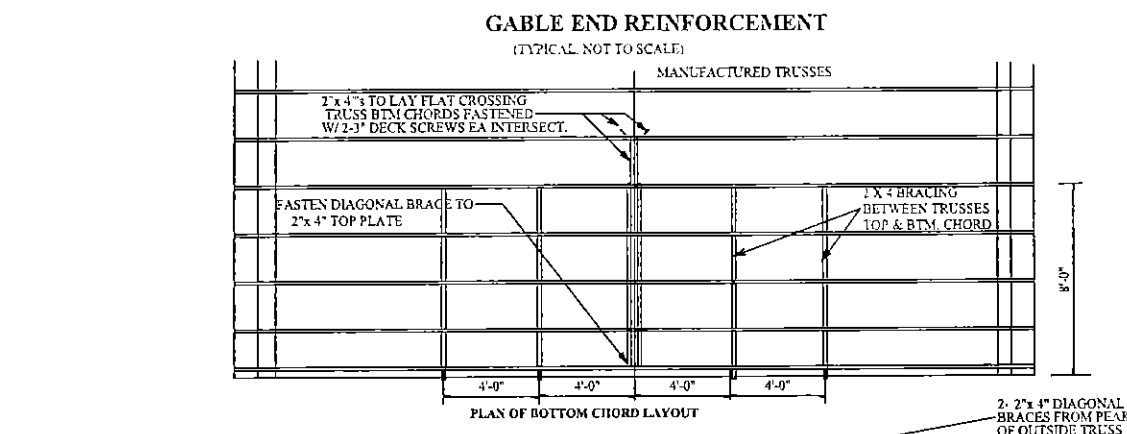 GABLE END REINFORCEMENT
(TYPICAL, NOT TO SCALE)
MANUFACTURED TRUSSES
2"x 4"'s TO LAY FLAT CROSSING
TRUSS BTM CHORDS FASTENED
W/ 2-3" DECK SCREWS EA INTERSECT.
FASTEN DIAGONAL BRACE TO
2"x 4" TOP PLATE
2 X 4 BRACING
BETWEEN TRUSSES
TOP & BTM. CHORD
8'-0"
4'-0" 4'-0" 4'-0" 4'-0"
PLAN OF BOTTOM CHORD LAYOUT
2- 2"x 4" DIAGONAL
BRACES FROM PEAK
OF OUTSIDE TRUSS